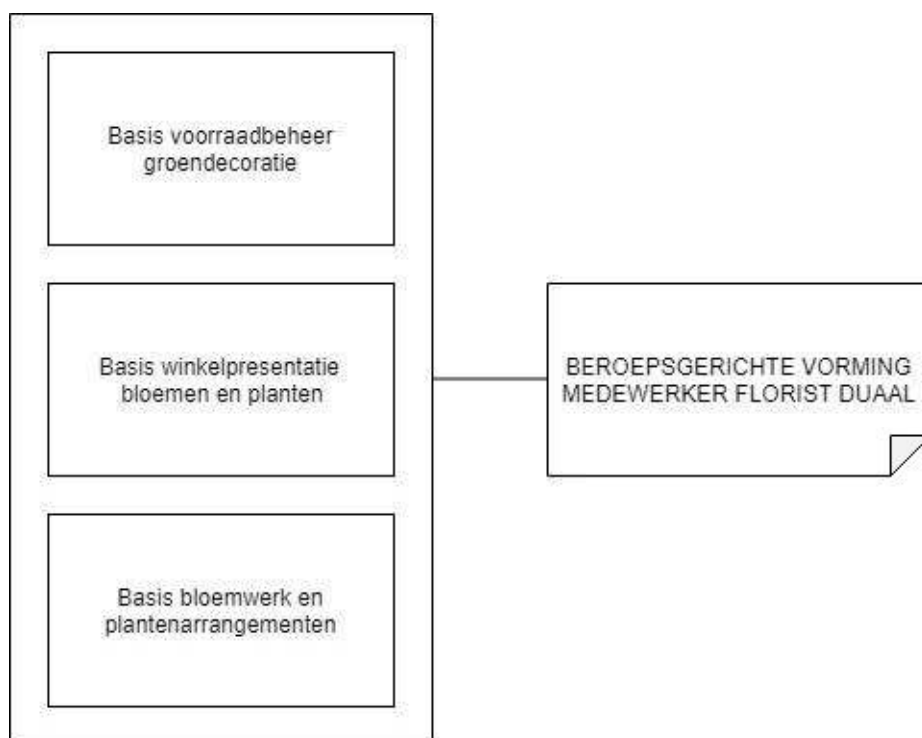 Basis voorraadbeheer
groendecoratie
Basis winkelpresentatie
bloemen en planten
BEROEPSGERICHTE VORMING
MEDEWERKER FLORIST DUAAL
Basis bloemwerk en
plantenarrangementen